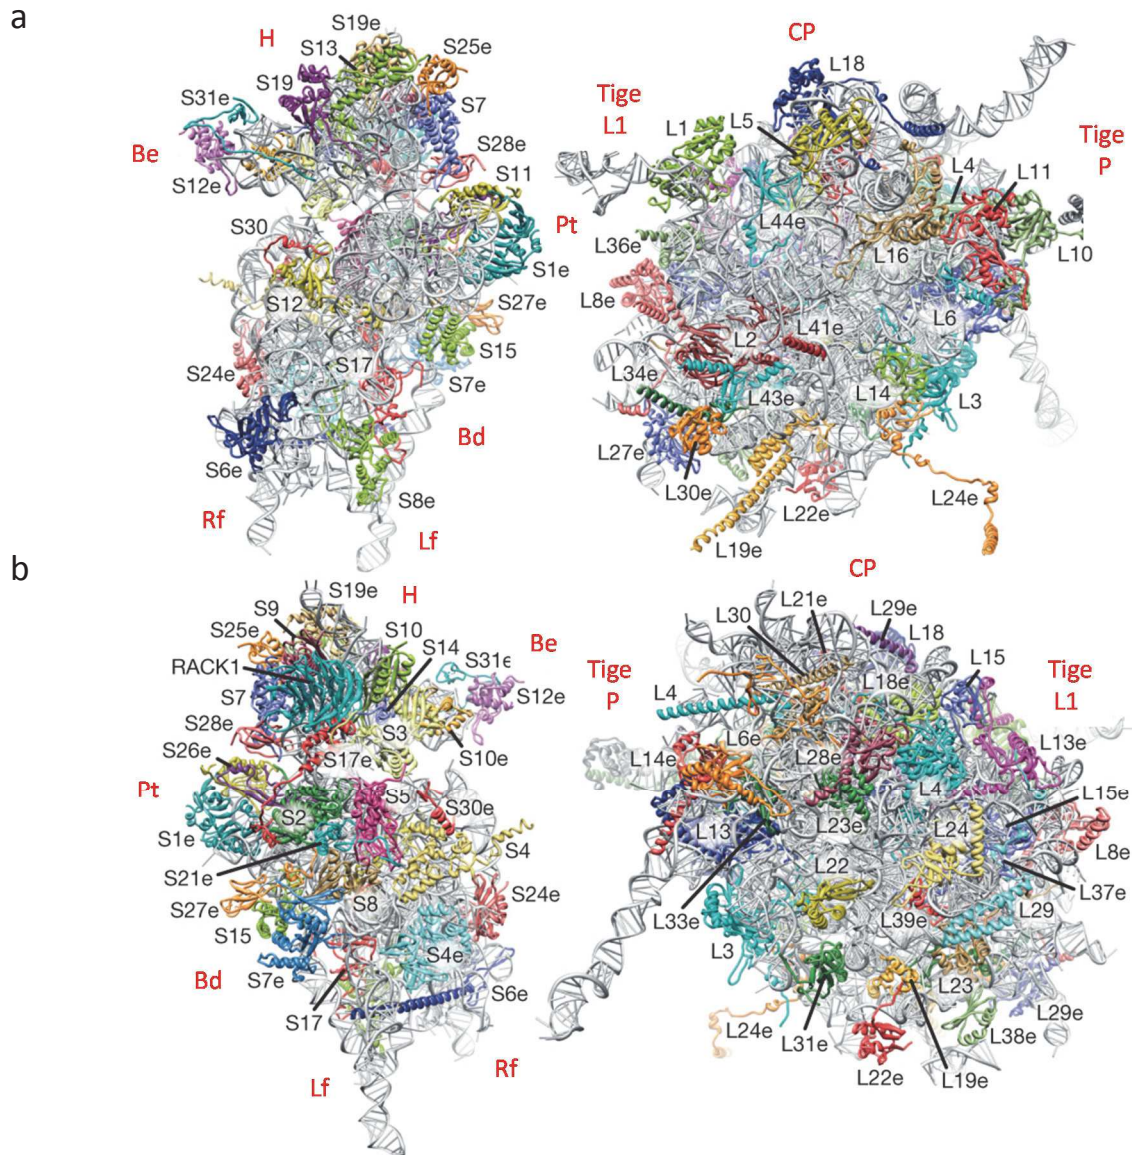 a
S19e
H
S13
S25e
S19
S7
S31e
S28e
Be
S11
S12e
S30
Pt
S1e
S12
S27e
S15
S24e
S17
S7e
Bd
S6e
S8e
Rf
Lf
CP
L18
Tige
L1
L1
L5
Tige
P
L4
L11
L44e
L36e
L16
L10
L8e
L41e
L6
L2
L34e
L14
L3
L43e
L27e
L30e
L24e
L22e
L19e
b
S19e
H
S9
S10
S25e
S14
Be
RACK1
S31e
S7
S12e
S28e
S3
S26e
S10e
S17e
Pt
S5
S30e
S2
S1e
S4
S21e
S24e
S27e
S8
S15
S4e
Bd
S7e
S6e
S17
Rf
Lf
CP
L21e
L29e
L30
L18
Tige
P
L15
Tige
L1
L4
L18e
L6e
L13e
L14e
L28e
L4
L15e
L13
L23e
L24
L8e
L22
L37e
L33e
L39e
L29
L3
L23
L29e
L24e
L31e
L38e
L22e
L19e